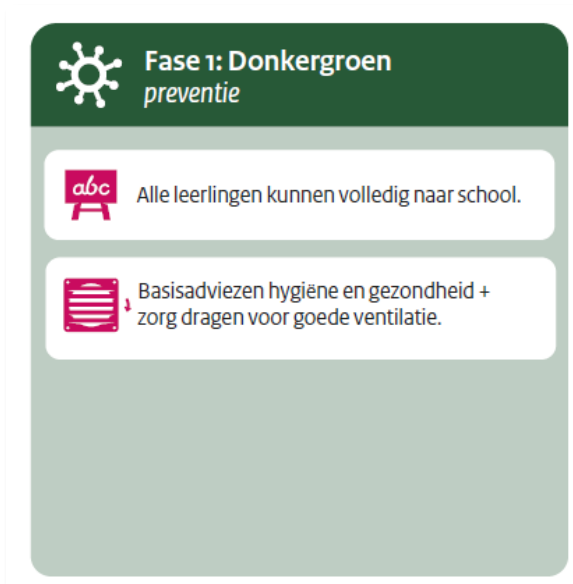 Fase 1: Donkergroen
preventie
abc
Alle leerlingen kunnen volledig naar school.
Basisadviezen hygiëne en gezondheid +
zorg dragen voor goede ventilatie.